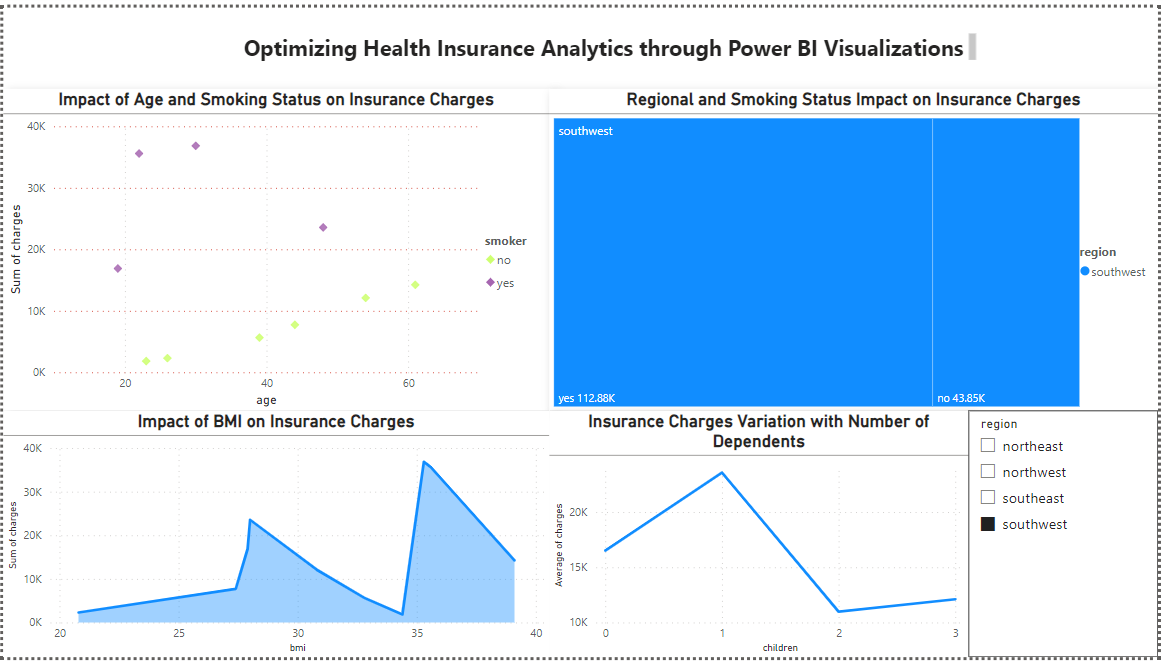 Optimizing Health Insurance Analytics through Power BI Visualizations
Impact of Age and Smoking Status on Insurance Charges
40K
30K
20K
10K
0K
Sum of charges
20
40
60
age
smoker
no
yes
Regional and Smoking Status Impact on Insurance Charges
southwest
yes 112.88K
no 43.85K
region
southwest
Impact of BMI on Insurance Charges
40K
30K
20K
10K
0K
Sum of charges
20
25
30
35
40
bmi
Insurance Charges Variation with Number of
Dependents
20K
15K
10K
Average of charges
0
1
2
3
children
region
northeast
northwest
southeast
southwest